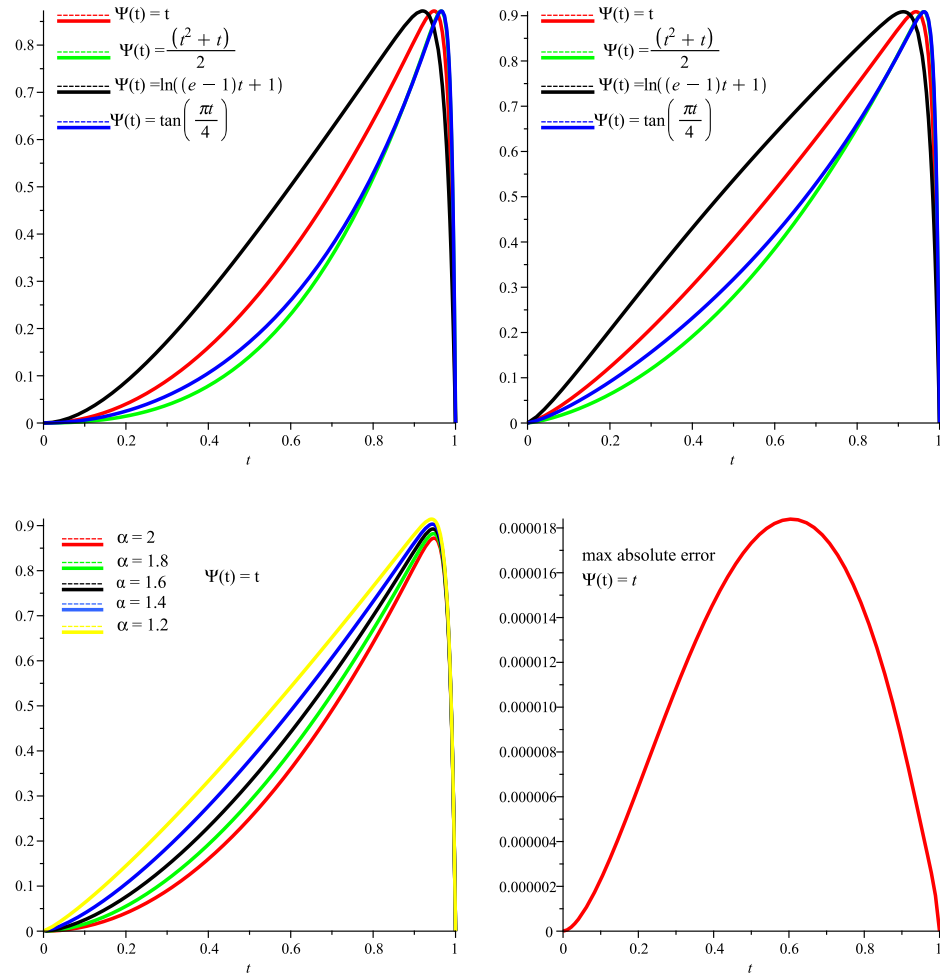 Ψ(t) = t
Ψ(t) = (t² + t)/2
Ψ(t) = ln((e − 1)t + 1)
Ψ(t) = tan(πt/4)
0.8
0.7
0.6
0.5
0.4
0.3
0.2
0.1
0
0 0.2 0.4 0.6 0.8 1
t
Ψ(t) = t
Ψ(t) = (t² + t)/2
Ψ(t) = ln((e − 1)t + 1)
Ψ(t) = tan(πt/4)
0.9
0.8
0.7
0.6
0.5
0.4
0.3
0.2
0.1
0
0 0.2 0.4 0.6 0.8 1
t
α = 2
α = 1.8
α = 1.6
α = 1.4
α = 1.2
Ψ(t) = t
0.9
0.8
0.7
0.6
0.5
0.4
0.3
0.2
0.1
0
0 0.2 0.4 0.6 0.8 1
t
max absolute error
Ψ(t) = t
0.000018
0.000016
0.000014
0.000012
0.000010
0.000008
0.000006
0.000004
0.000002
0
0 0.2 0.4 0.6 0.8 1
t